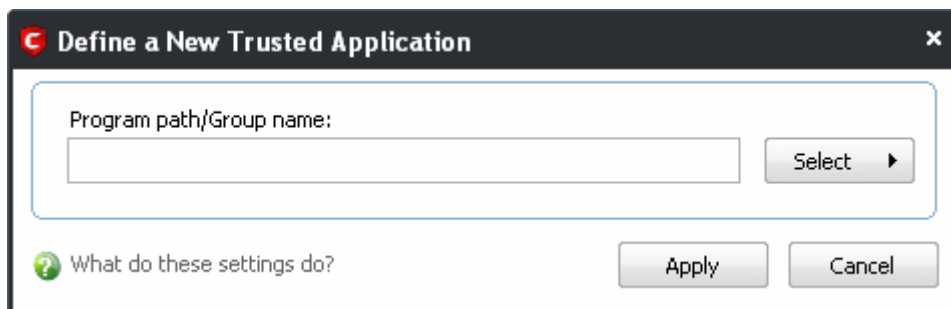 Define a New Trusted Application
Program path/Group name:
Select
What do these settings do?
Apply
Cancel